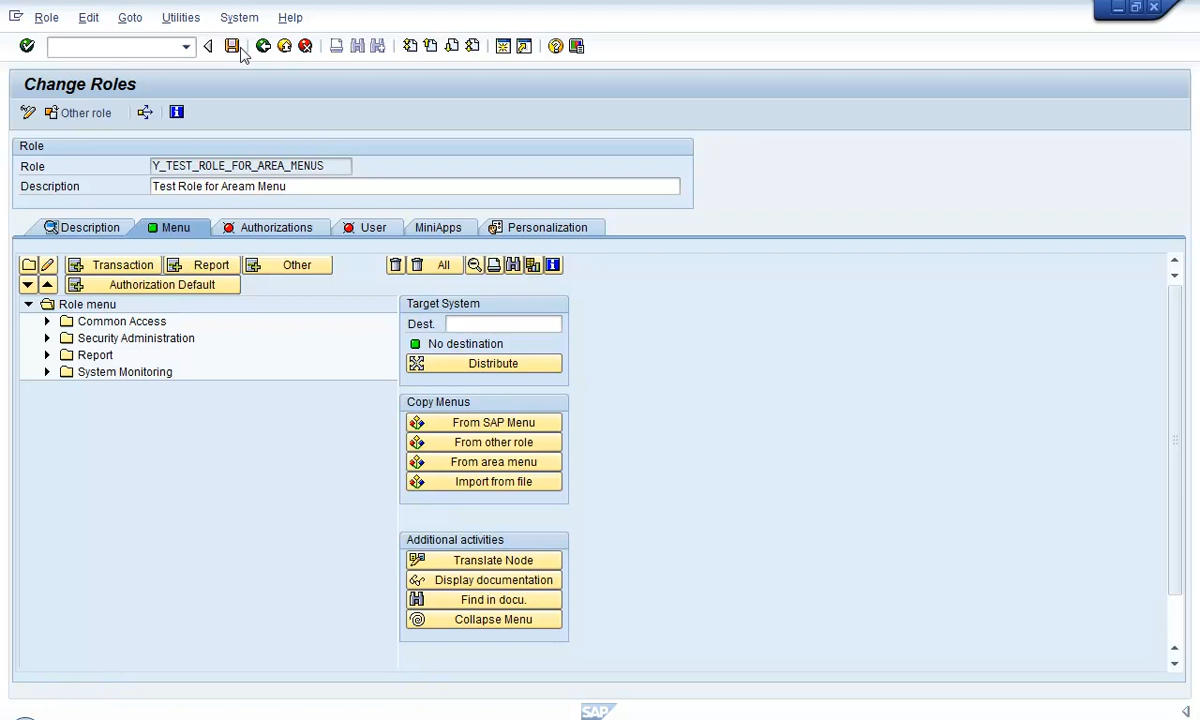 Role Edit Goto Utilities System Help
Change Roles
Other role
Role
Role Y_TEST_ROLE_FOR_AREA_MENUS
Description Test Role for Aream Menu
Description Menu Authorizations User MiniApps Personalization
Transaction Report Other All
Authorization Default
Role menu
Common Access
Security Administration
Report
System Monitoring
Target System
Dest.
No destination
Distribute
Copy Menus
From SAP Menu
From other role
From area menu
Import from file
Additional activities
Translate Node
Display documentation
Find in docu.
Collapse Menu
SAP